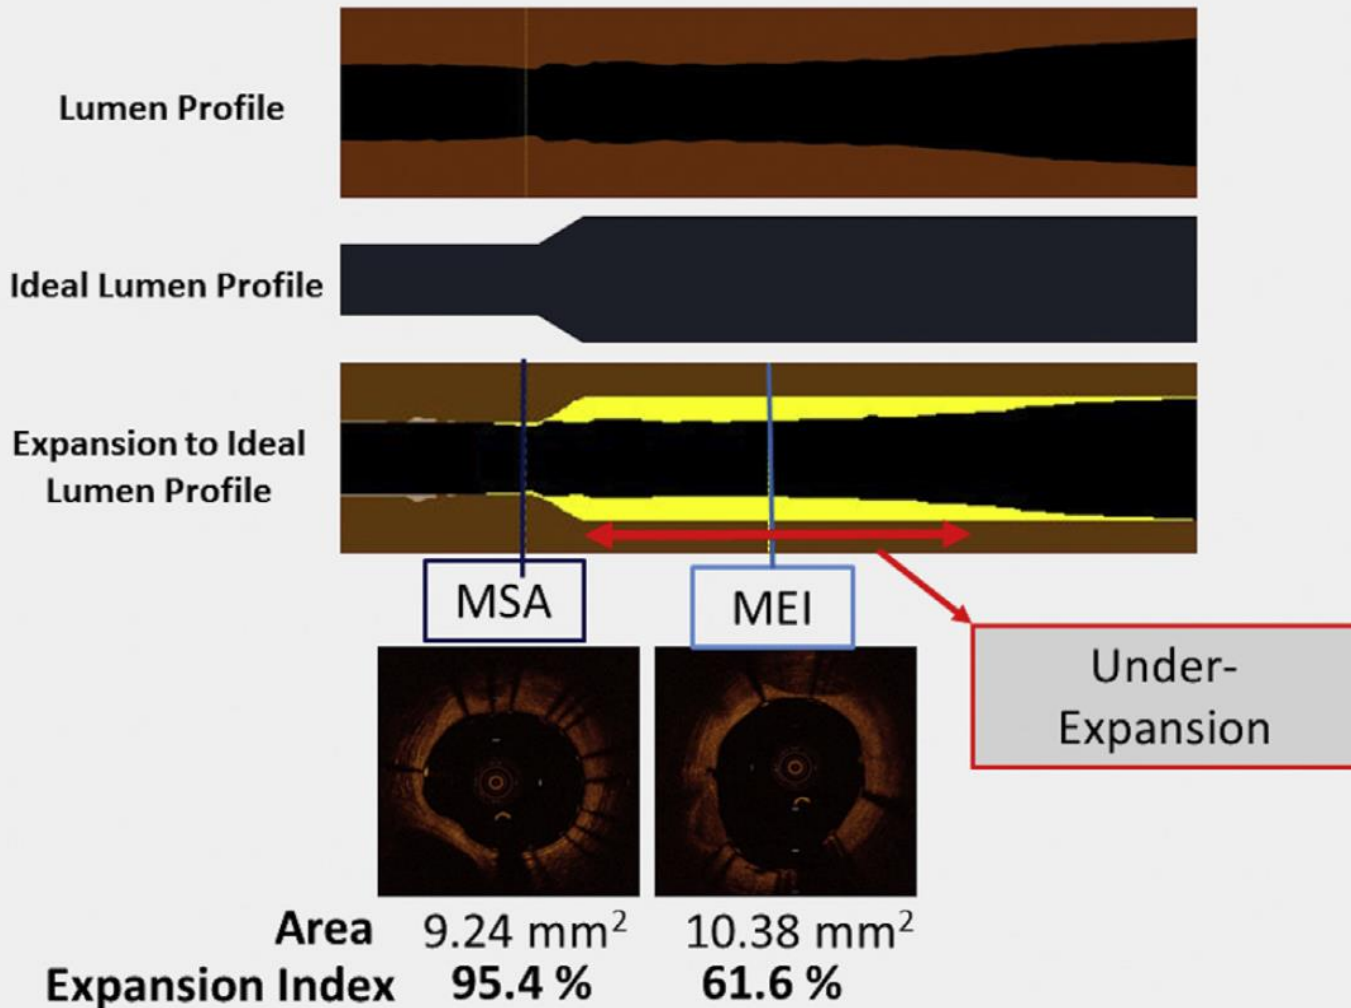 Lumen Profile
Ideal Lumen Profile
Expansion to Ideal
Lumen Profile
MSA
MEI
Under-
Expansion
Area 9.24 mm² 10.38 mm²
Expansion Index 95.4 % 61.6 %